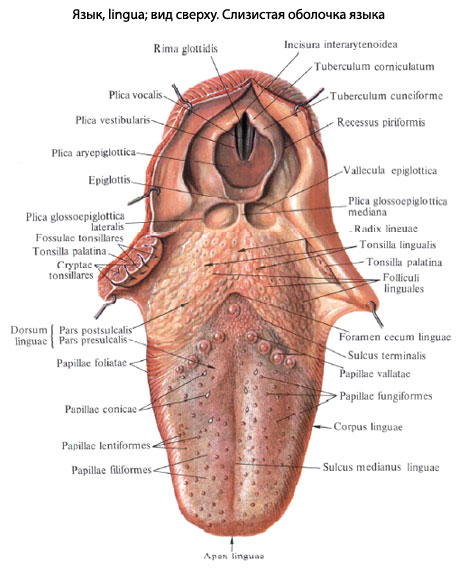 Язык, lingua; вид сверху. Слизистая оболочка языка
Rima glottidis
Incisura interarytenoidea
Tuberculum corniculatum
Plica vocalis
Tuberculum cuneiforme
Plica vestibularis
Recessus piriformis
Plica aryepiglottica
Epiglottis
Vallecula epiglottica
Plica glossoepiglottica
lateralis
Plica glossoepiglottica
mediana
Fossulae tonsillares
Radix linguae
Tonsilla palatina
Tonsilla lingualis
Cryptae
tonsillares
Tonsilla palatina
Folliculi
linguales
Dorsum
linguae
Pars postsulcalis
Pars presulcalis
Foramen cecum linguae
Sulcus terminalis
Papillae foliatae
Papillae vallatae
Papillae conicae
Papillae fungiformes
Corpus linguae
Papillae lentiformes
Papillae filiformes
Sulcus medianus linguae
Apex linguae